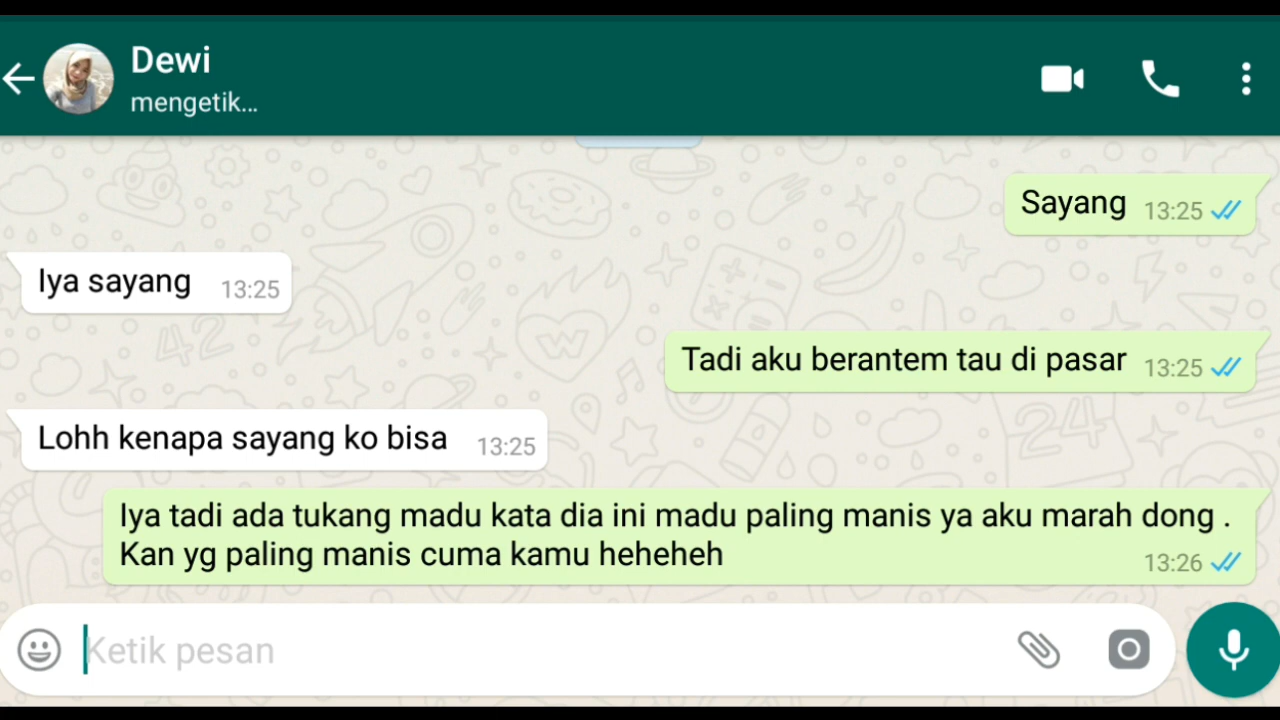 Dewi
mengetik...
Sayang 13:25
Iya sayang 13:25
Tadi aku berantem tau di pasar 13:25
Lohh kenapa sayang ko bisa 13:25
Iya tadi ada tukang madu kata dia ini madu paling manis ya aku marah dong .
Kan yg paling manis cuma kamu heheheh 13:26
Ketik pesan